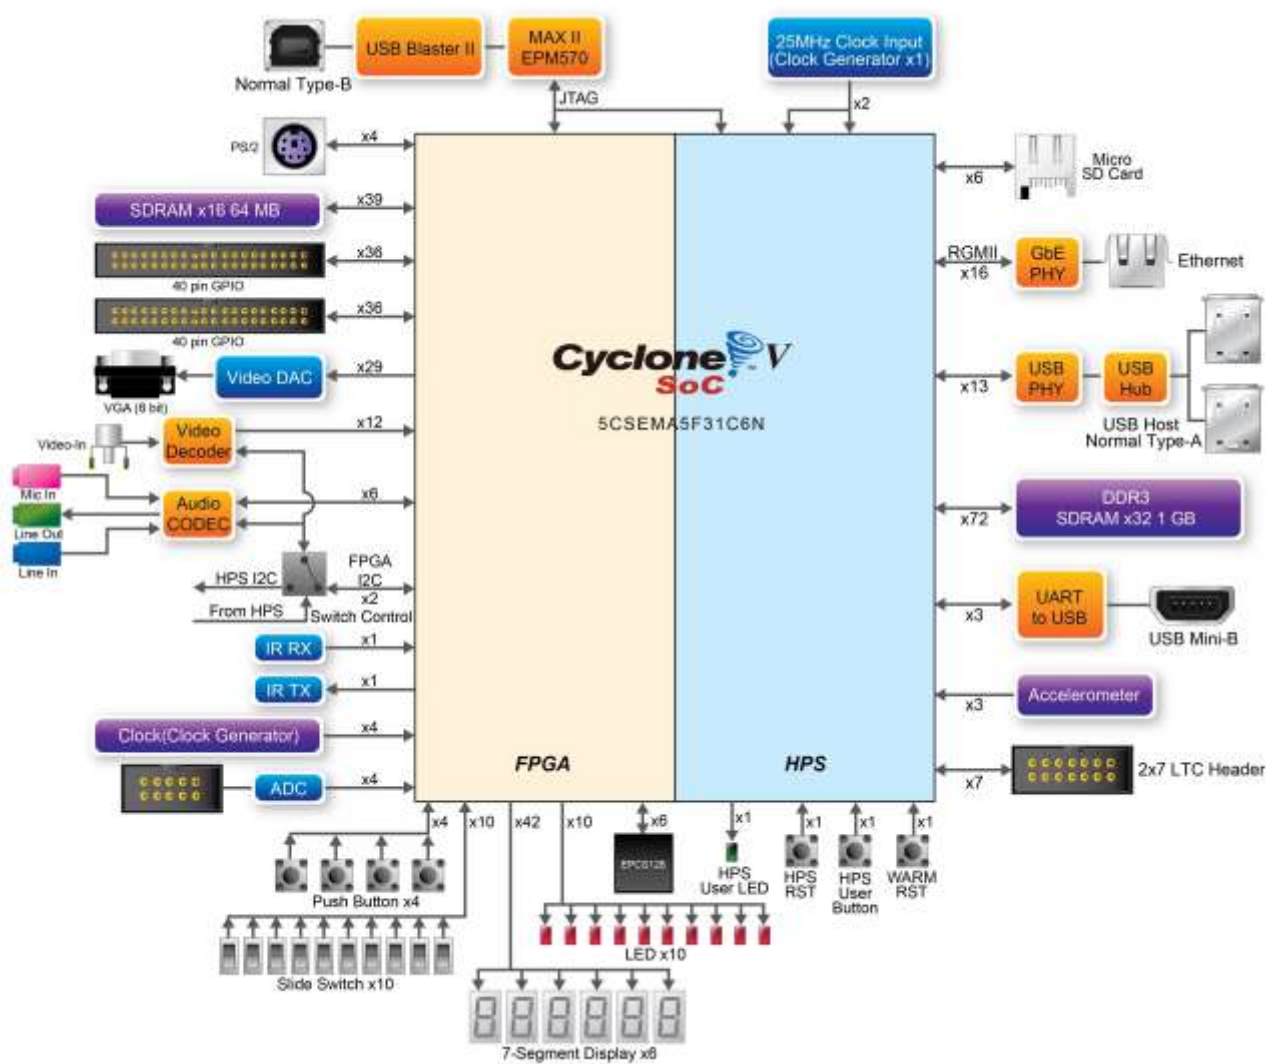 USB Blaster II
MAX II
EPM570
25MHz Clock Input
(Clock Generator x1)
Normal Type-B
JTAG
x2
PS/2
x4
Micro
SD Card
x6
SDRAM x16 64 MB
x39
x36
40 pin GPIO
RGMII
x16
GbE
PHY
Ethernet
x36
40 pin GPIO
Cyclone V
SoC
5CSEMA5F31C6N
Video DAC
x29
VGA (8 bit)
x13
USB
PHY
USB
Hub
USB Host
Normal Type-A
Video-In
Video
Decoder
x12
Mic In
Line Out
Line In
Audio
CODEC
x6
x72
DDR3
SDRAM x32 1 GB
HPS I2C
FPGA
I2C
x2
From HPS
Switch Control
x3
UART
to USB
USB Mini-B
IR RX
x1
IR TX
x1
x3
Accelerometer
Clock(Clock Generator)
x4
ADC
x4
FPGA
HPS
x7
2x7 LTC Header
x4
x10
x42
x10
x6
x1
x1
x1
x1
Push Button x4
EPCS128
HPS
User LED
HPS
RST
HPS
User
Button
WARM
RST
Slide Switch x10
LED x10
7-Segment Display x6